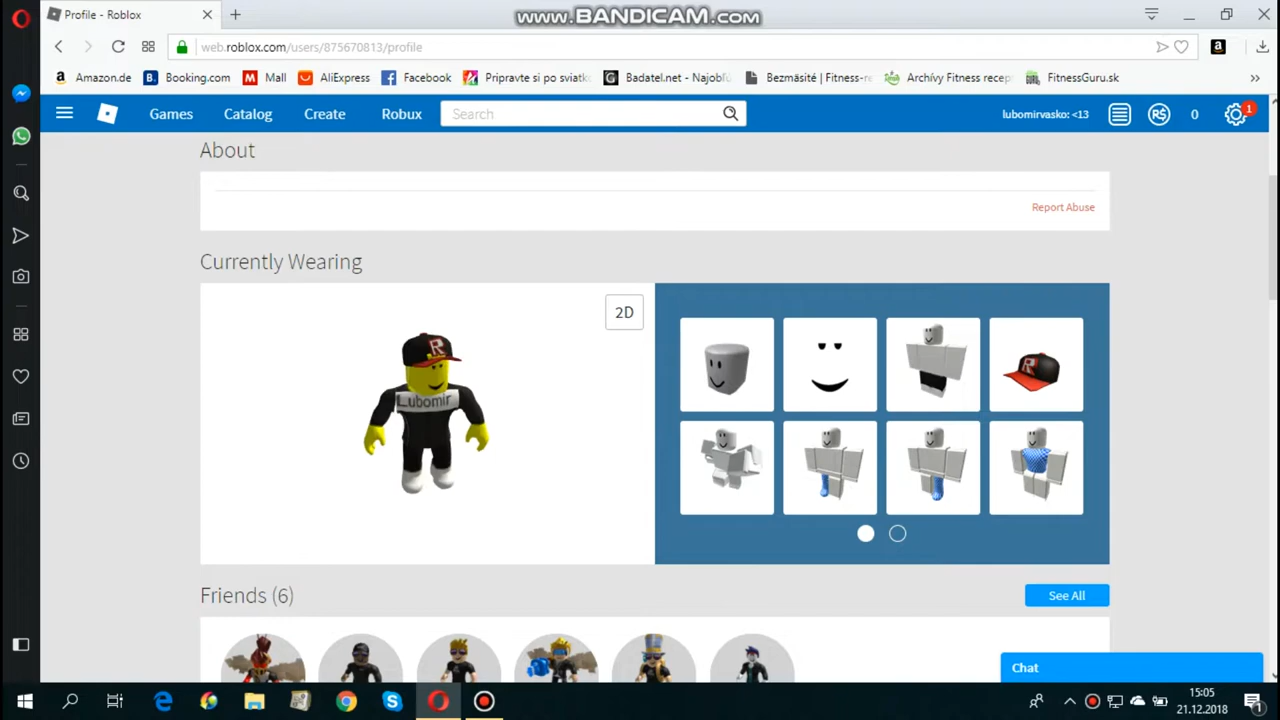 Profile - Roblox
www.BANDICAM.com
web.roblox.com/users/875670813/profile
Amazon.de
Booking.com
Mall
AliExpress
Facebook
Pripravte si po sviatk
Badatel.net - Najobľú
Bezmäsité | Fitness-re
Archívy Fitness recep
FitnessGuru.sk
Games
Catalog
Create
Robux
Search
lubomirvasko: <13
R$
0
1
About
Report Abuse
Currently Wearing
2D
R
Lubomir
R
Friends (6)
See All
Chat
15:05
21.12.2018
1